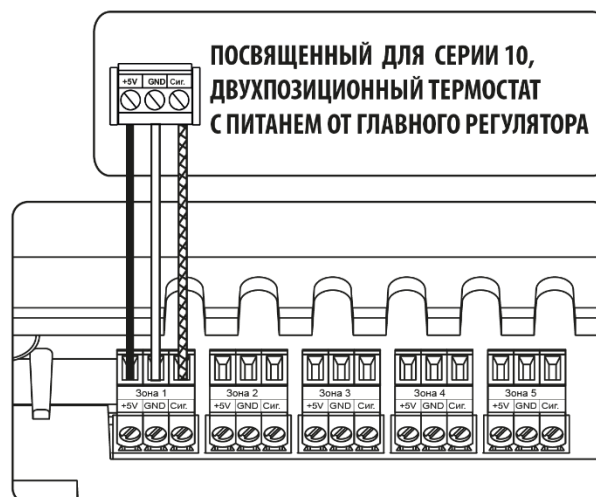 +5V GND Сиг.
ПОСВЯЩЕННЫЙ ДЛЯ СЕРИИ 10,
ДВУХПОЗИЦИОННЫЙ ТЕРМОСТАТ
С ПИТАНЕМ ОТ ГЛАВНОГО РЕГУЛЯТОРА
Зона 1 Зона 2 Зона 3 Зона 4 Зона 5
+5V GND Сиг. +5V GND Сиг. +5V GND Сиг. +5V GND Сиг. +5V GND Сиг.